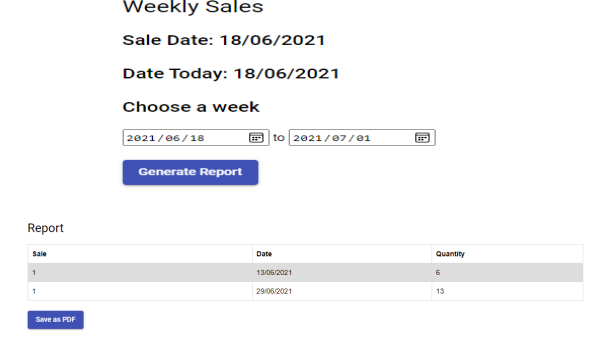 Weekly Sales
Sale Date: 18/06/2021
Date Today: 18/06/2021
Choose a week
2021/06/18 to 2021/07/01
Generate Report
Report
Sale Date Quantity
1 13/06/2021 6
1 29/06/2021 13
Save as PDF